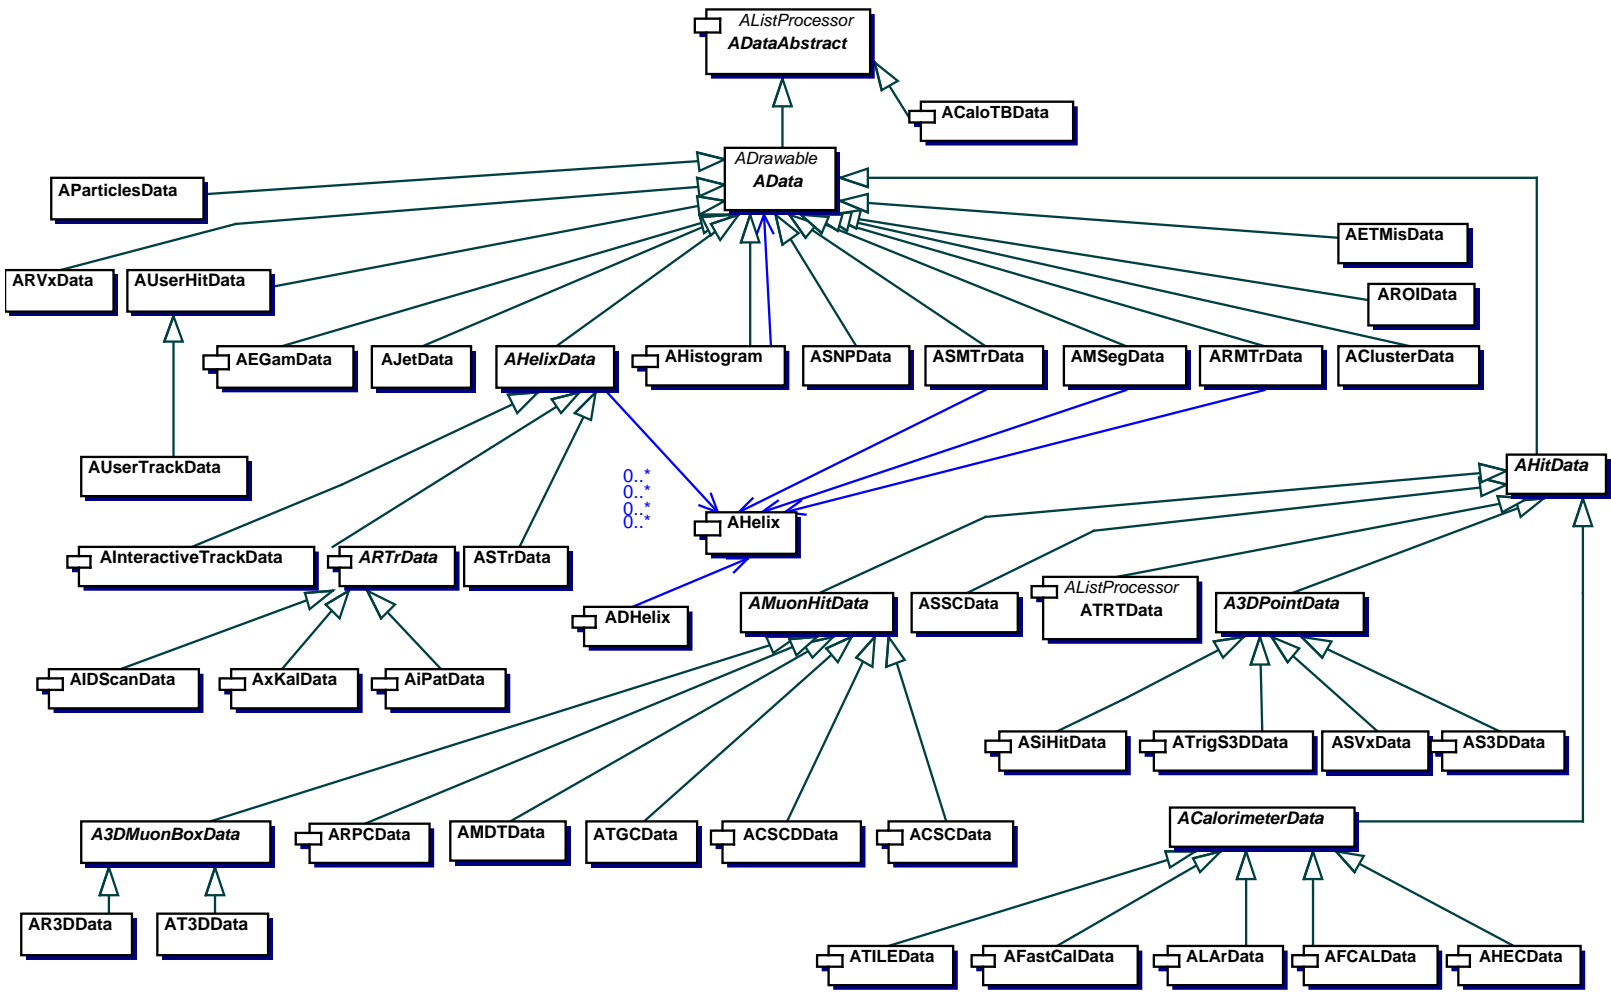 AListProcessor
ADataAbstract
ACaloTBData
ADrawable
AData
AParticlesData
AETMisData
ARVxData
AUserHitData
AROIData
AEGamData
AJetData
AHelixData
AHistogram
ASNPData
ASMTrData
AMSegData
ARMTrData
AClusterData
AUserTrackData
AHitData
0..*
0..*
0..*
0..*
AHelix
AInteractiveTrackData
ARTrData
ASTrData
ADHelix
AMuonHitData
ASSCData
AListProcessor
ATRTData
A3DPointData
AIDScanData
AxKalData
AiPatData
ASiHitData
ATrigS3DData
ASVxData
AS3DData
A3DMuonBoxData
ARPCData
AMDTData
ATGCData
ACSCDData
ACSCData
ACalorimeterData
AR3DData
AT3DData
ATILEData
AFastCalData
ALArData
AFCALData
AHECData